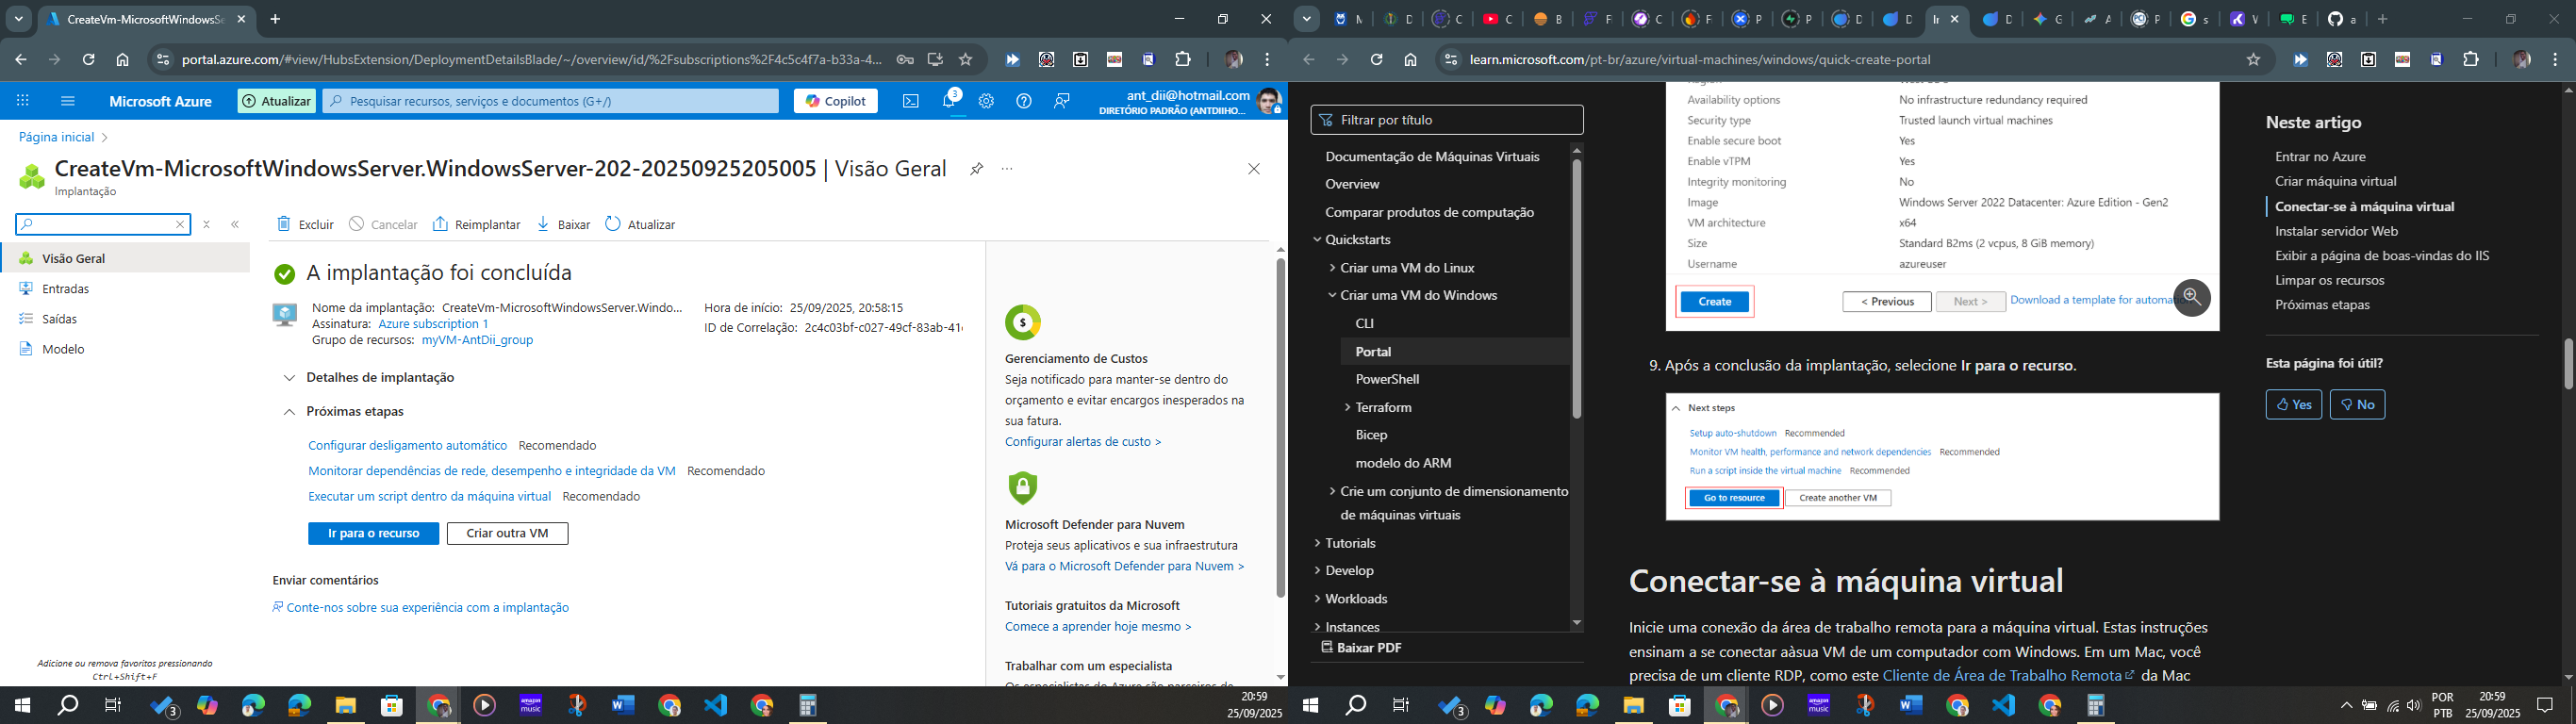 CreateVm-MicrosoftWindowsSe
portal.azure.com/#view/HubsExtension/DeploymentDetailsBlade/~/overview/id/%2Fsubscriptions%2F4c5c4f7a-b33a-4...
Microsoft Azure
Atualizar
Pesquisar recursos, serviços e documentos (G+/)
Copilot
3
ant_dii@hotmail.com
DIRETÓRIO PADRÃO (ANTDIIHO...
Página inicial
CreateVm-MicrosoftWindowsServer.WindowsServer-202-20250925205005 | Visão Geral
Implantação
Excluir
Cancelar
Reimplantar
Baixar
Atualizar
Visão Geral
Entradas
Saídas
Modelo
A implantação foi concluída
Nome da implantação: CreateVm-MicrosoftWindowsServer.Windo...
Assinatura: Azure subscription 1
Grupo de recursos: myVM-AntDii_group
Hora de início: 25/09/2025, 20:58:15
ID de Correlação: 2c4c03bf-c027-49cf-83ab-41
Detalhes de implantação
Próximas etapas
Configurar desligamento automático Recomendado
Monitorar dependências de rede, desempenho e integridade da VM Recomendado
Executar um script dentro da máquina virtual Recomendado
Ir para o recurso
Criar outra VM
Enviar comentários
Conte-nos sobre sua experiência com a implantação
Gerenciamento de Custos
Seja notificado para manter-se dentro do
orçamento e evitar encargos inesperados na
sua fatura.
Configurar alertas de custo >
Microsoft Defender para Nuvem
Proteja seus aplicativos e sua infraestrutura
Vá para o Microsoft Defender para Nuvem >
Tutoriais gratuitos da Microsoft
Comece a aprender hoje mesmo >
Trabalhar com um especialista
Os especialistas do Azure são parceiros de
Adicione ou remova favoritos pressionando
Ctrl+Shift+F
3
20:59
25/09/2025
learn.microsoft.com/pt-br/azure/virtual-machines/windows/quick-create-portal
Filtrar por título
Documentação de Máquinas Virtuais
Overview
Comparar produtos de computação
Quickstarts
Criar uma VM do Linux
Criar uma VM do Windows
CLI
Portal
PowerShell
Terraform
Bicep
modelo do ARM
Crie um conjunto de dimensionamento
de máquinas virtuais
Tutorials
Develop
Workloads
Instances
Baixar PDF
Availability options No infrastructure redundancy required
Security type Trusted launch virtual machines
Enable secure boot Yes
Enable vTPM Yes
Integrity monitoring No
Image Windows Server 2022 Datacenter: Azure Edition - Gen2
VM architecture x64
Size Standard B2ms (2 vcpus, 8 GiB memory)
Username azureuser
Create
< Previous
Next >
Download a template for automati
9. Após a conclusão da implantação, selecione Ir para o recurso.
Next steps
Setup auto-shutdown Recommended
Monitor VM health, performance and network dependencies Recommended
Run a script inside the virtual machine Recommended
Go to resource
Create another VM
Conectar-se à máquina virtual
Inicie uma conexão da área de trabalho remota para a máquina virtual. Estas instruções
ensinam a se conectar aàsua VM de um computador com Windows. Em um Mac, você
precisa de um cliente RDP, como este Cliente de Área de Trabalho Remota da Mac
Neste artigo
Entrar no Azure
Criar máquina virtual
Conectar-se à máquina virtual
Instalar servidor Web
Exibir a página de boas-vindas do IIS
Limpar os recursos
Próximas etapas
Esta página foi útil?
Yes
No
3
POR
PTB
20:59
25/09/2025